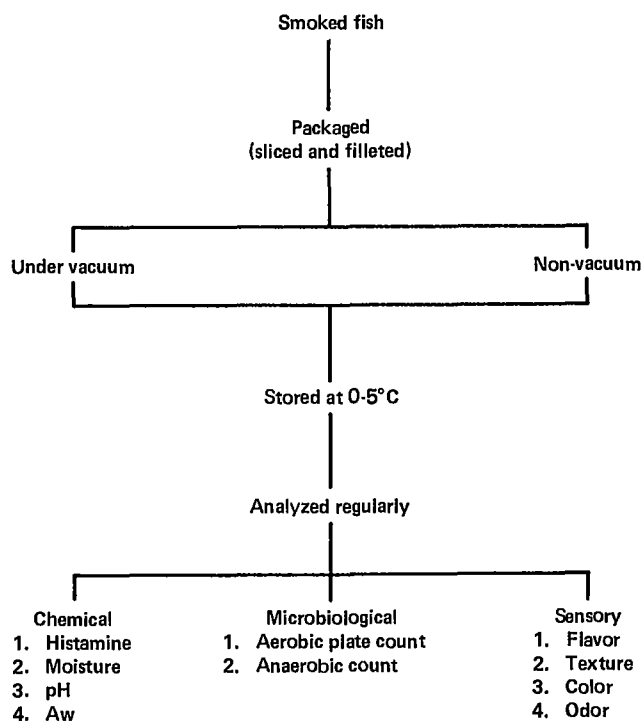 Smoked fish
Packaged
(sliced and filleted)
Under vacuum
Non-vacuum
Stored at 0-5°C
Analyzed regularly
Chemical
1. Histamine
2. Moisture
3. pH
4. Aw
Microbiological
1. Aerobic plate count
2. Anaerobic count
Sensory
1. Flavor
2. Texture
3. Color
4. Odor